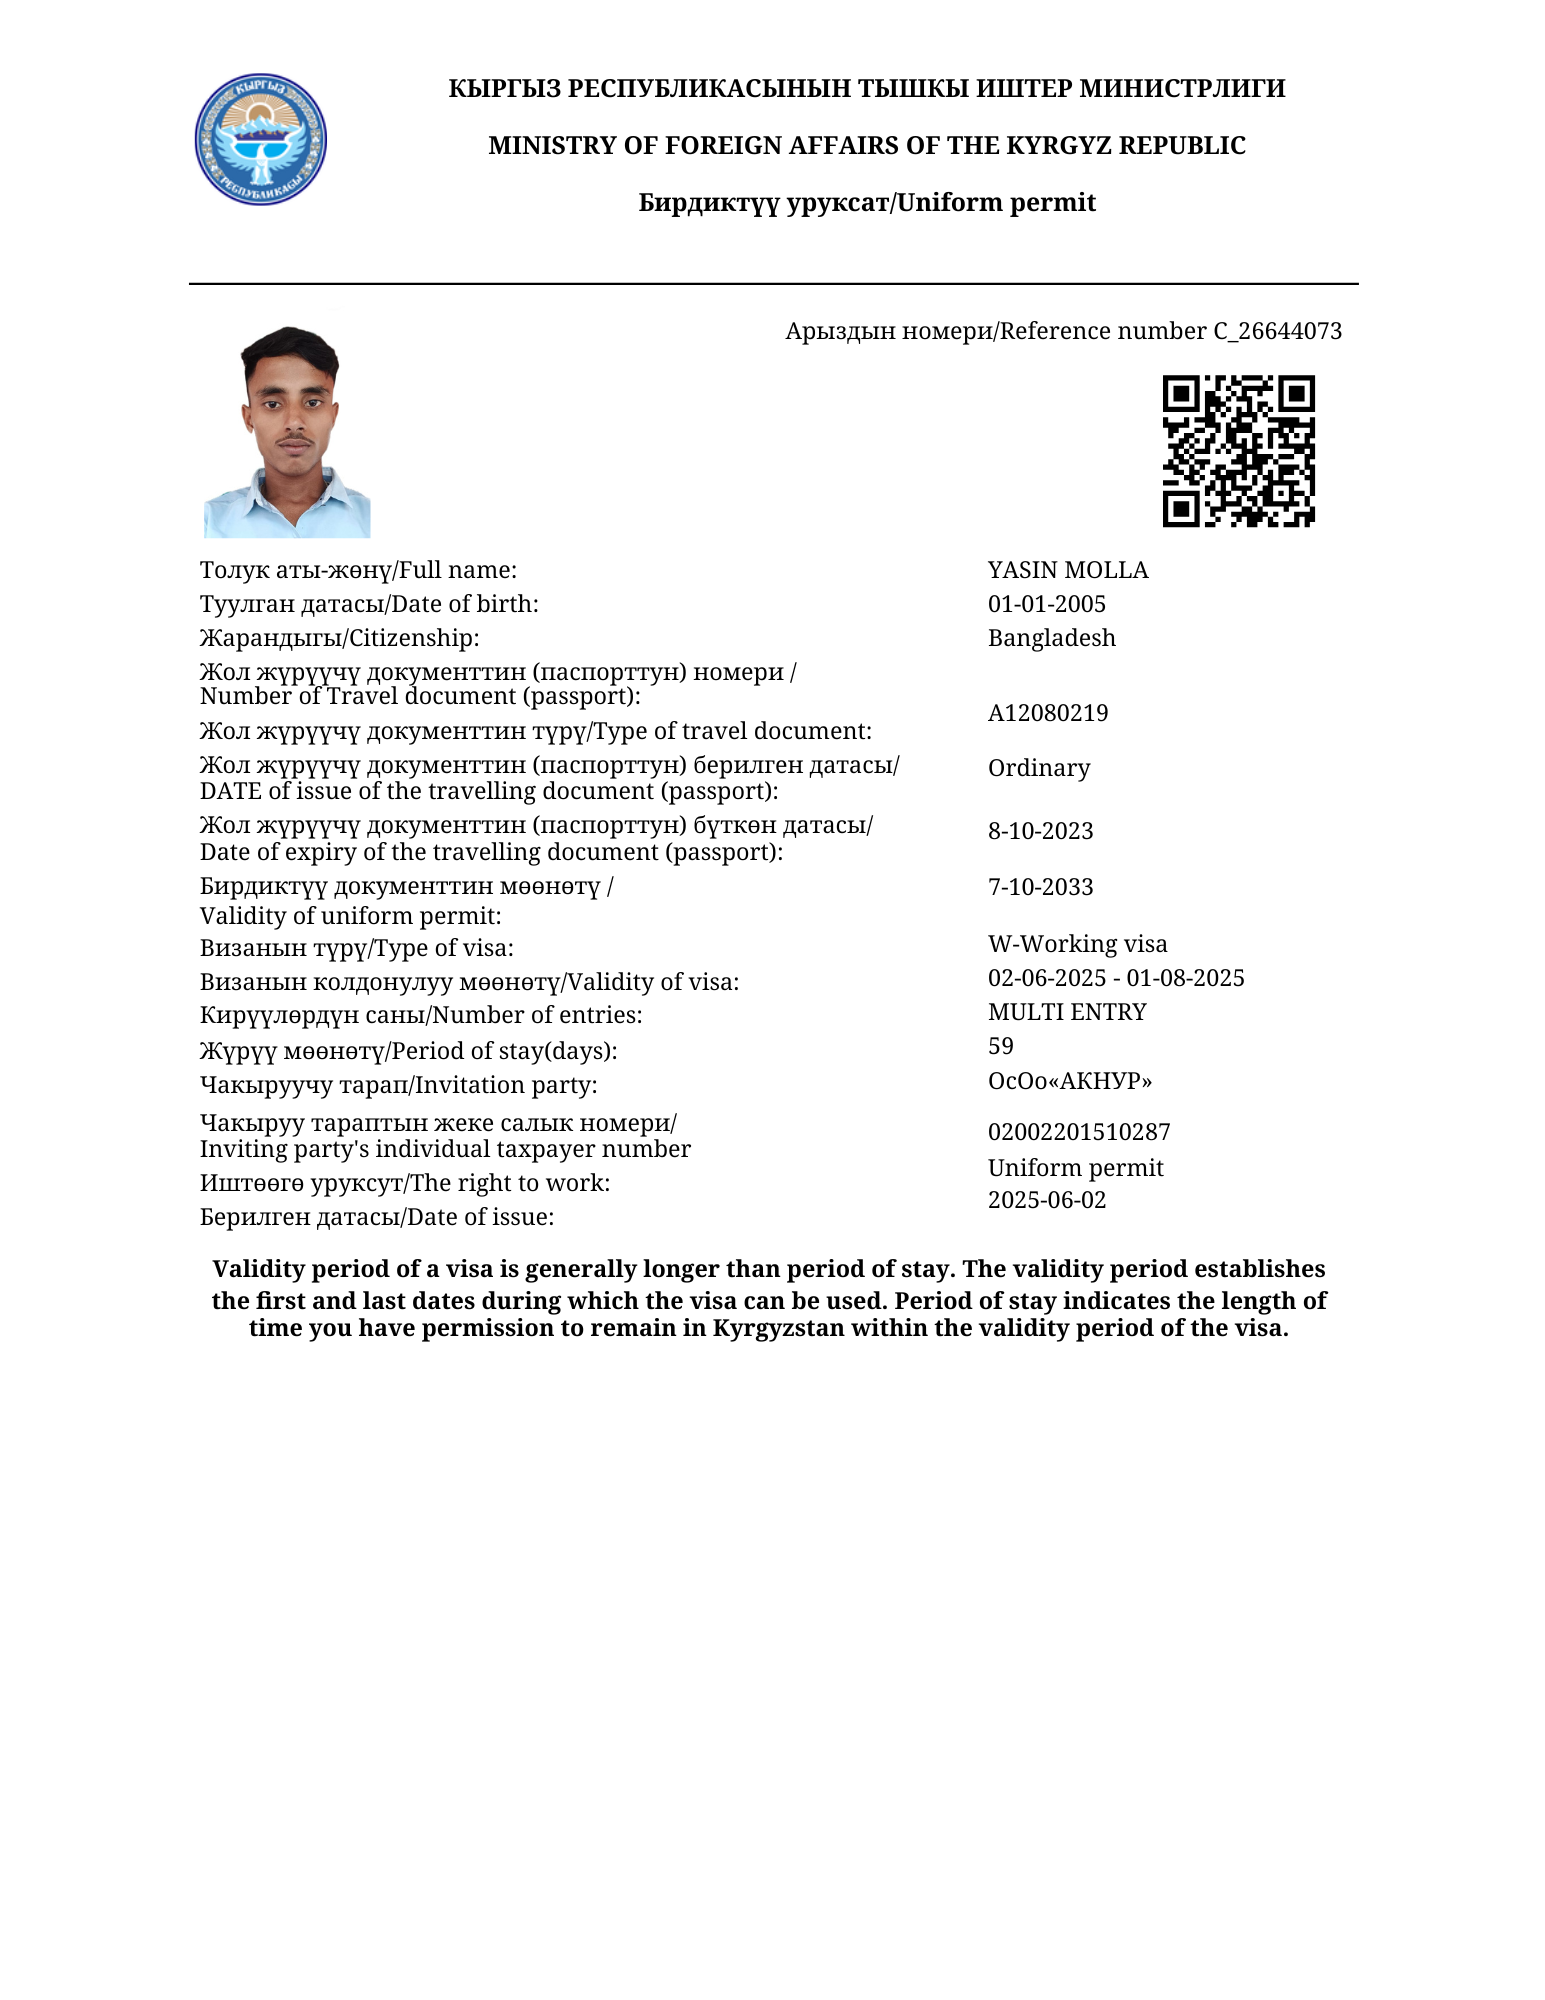 КЫРГЫЗ РЕСПУБЛИКАСЫНЫН ТЫШКЫ ИШТЕР МИНИСТРЛИГИ
MINISTRY OF FOREIGN AFFAIRS OF THE KYRGYZ REPUBLIC
Бирдиктүү уруксат/Uniform permit
КЫРГЫЗ
РЕСПУБЛИКАСЫ
Арыздын номери/Reference number C_26644073
Толук аты-жөнү/Full name: YASIN MOLLA
Туулган датасы/Date of birth: 01-01-2005
Жарандыгы/Citizenship: Bangladesh
Жол жүрүүчү документтин (паспорттун) номери /
Number of Travel document (passport):
A12080219
Жол жүрүүчү документтин түрү/Type of travel document:
Жол жүрүүчү документтин (паспорттун) берилген датасы/
Ordinary
DATE of issue of the travelling document (passport):
Жол жүрүүчү документтин (паспорттун) бүткөн датасы/
8-10-2023
Date of expiry of the travelling document (passport):
Бирдиктүү документтин мөөнөтү /
7-10-2033
Validity of uniform permit:
Визанын түрү/Type of visa: W-Working visa
Визанын колдонулуу мөөнөтү/Validity of visa: 02-06-2025 - 01-08-2025
Кирүүлөрдүн саны/Number of entries: MULTI ENTRY
Жүрүү мөөнөтү/Period of stay(days): 59
Чакыруучу тарап/Invitation party: ОсОо«АКНУР»
Чакыруу тараптын жеке салык номери/
02002201510287
Inviting party's individual taxpayer number
Иштөөгө уруксут/The right to work: Uniform permit
Берилген датасы/Date of issue: 2025-06-02
Validity period of a visa is generally longer than period of stay. The validity period establishes
the first and last dates during which the visa can be used. Period of stay indicates the length of
time you have permission to remain in Kyrgyzstan within the validity period of the visa.